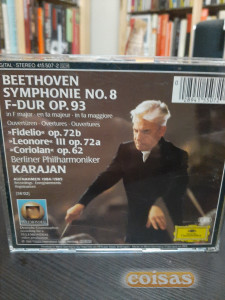 DIGITAL · STEREO 415 507-2
BEETHOVEN
SYMPHONIE NO. 8
F-DUR OP. 93
in F major · en fa majeur · in fa maggiore
Ouvertüren · Overtures · Ouvertures
»Fidelio« op. 72b
»Leonore« III op. 72a
»Coriolan« op. 62
Berliner Philharmoniker
KARAJAN
coisas